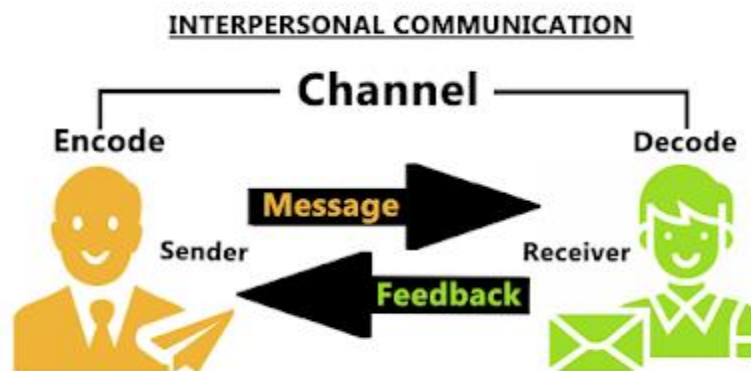 INTERPERSONAL COMMUNICATION
Channel
Encode
Decode
Message
Sender
Receiver
Feedback